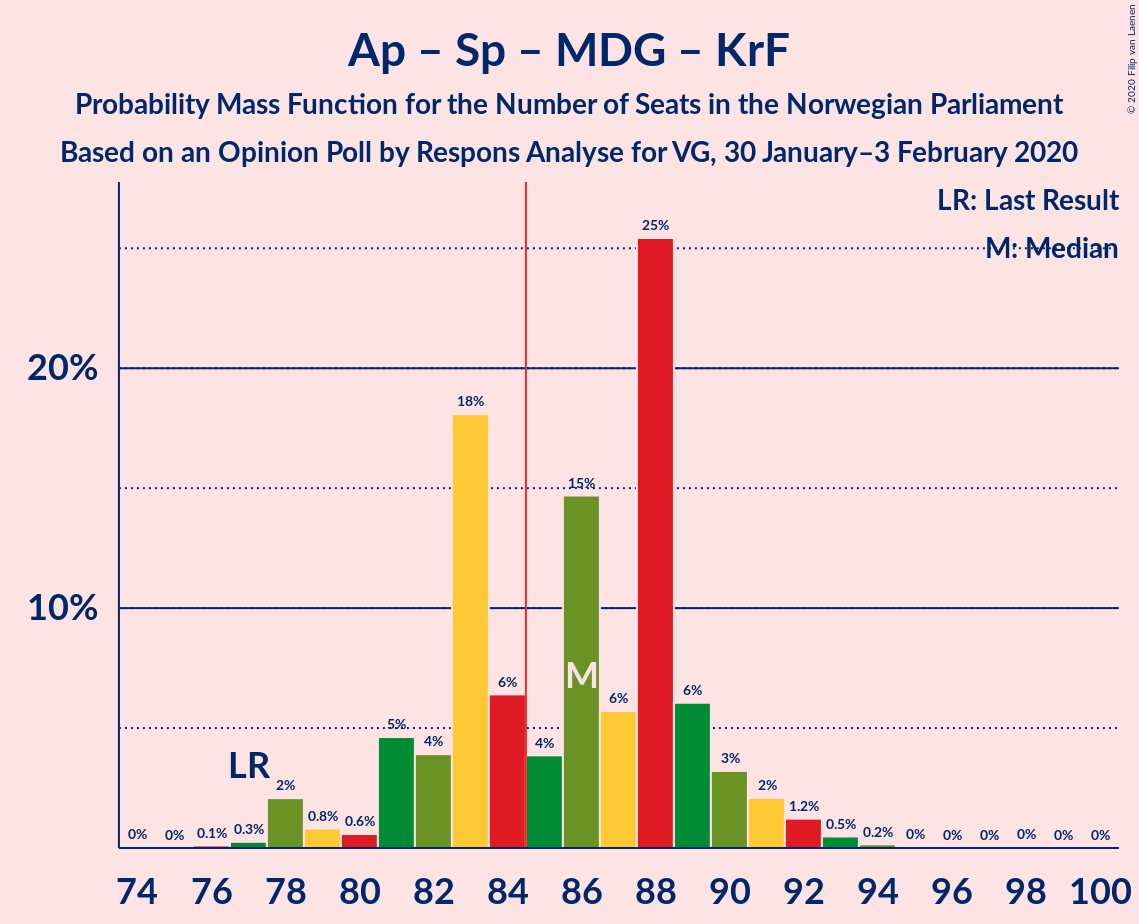 Ap – Sp – MDG – KrF
Probability Mass Function for the Number of Seats in the Norwegian Parliament
Based on an Opinion Poll by Respons Analyse for VG, 30 January–3 February 2020
© 2020 Filip van Laenen
LR: Last Result
M: Median
20%
10%
0% 0% 0.1% 0.3% 2% 0.8% 0.6% 5% 4% 18% 6% 4% 15% 6% 25% 6% 3% 2% 1.2% 0.5% 0.2% 0% 0% 0% 0% 0% 0%
LR
M
74 76 78 80 82 84 86 88 90 92 94 96 98 100